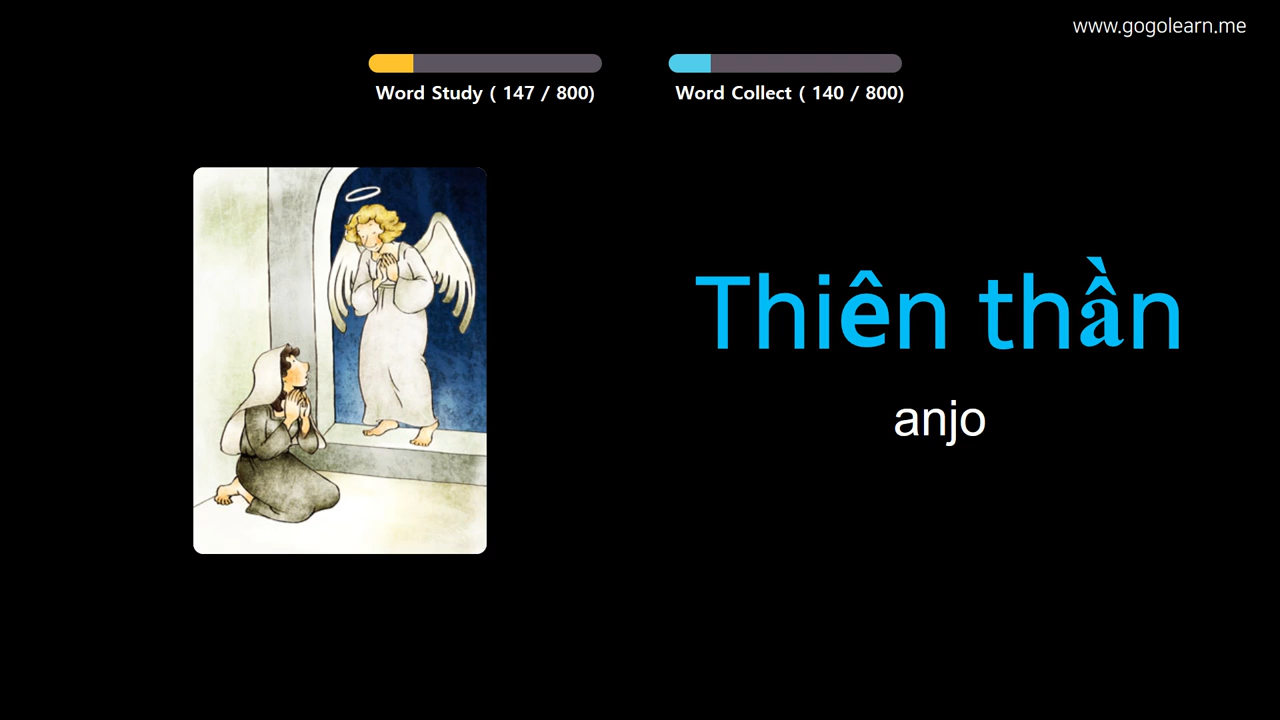 www.gogolearn.me
Word Study ( 147 / 800)
Word Collect ( 140 / 800)
Thiên thần
anjo